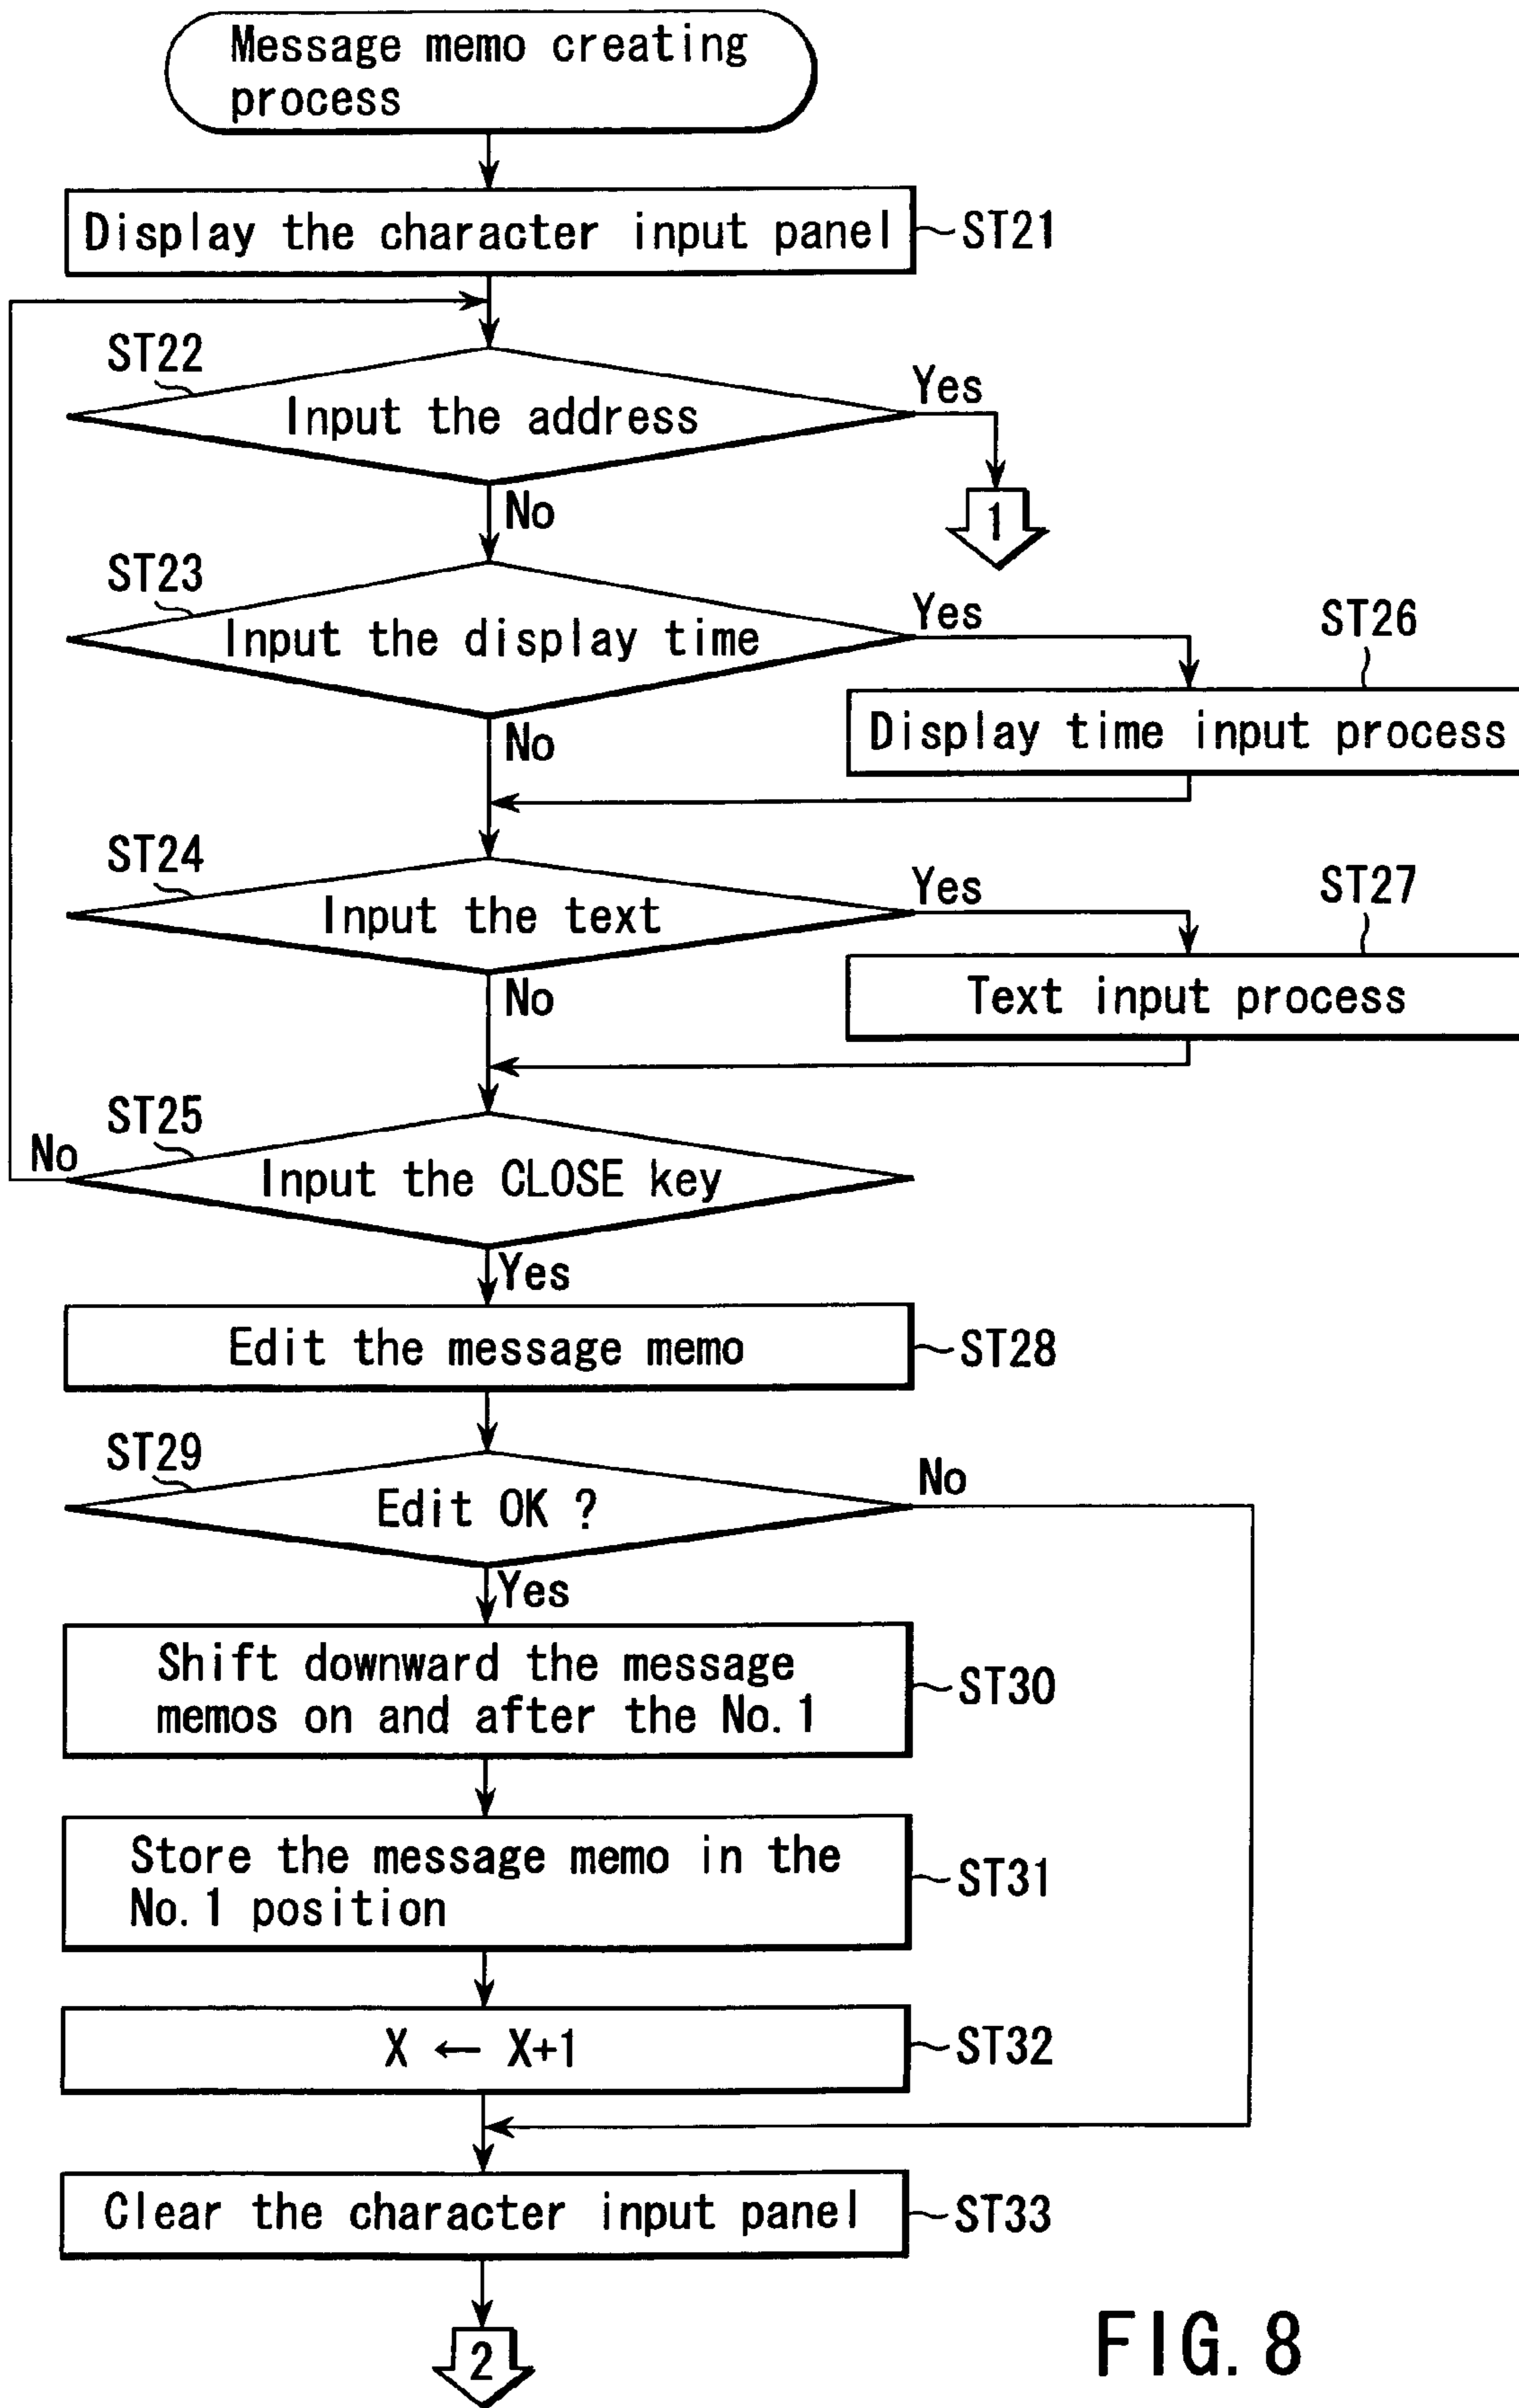 Message memo creating
process
Display the character input panel
ST21
ST22
Input the address
Yes
1
No
ST23
Input the display time
Yes
ST26
Display time input process
No
ST24
Input the text
Yes
ST27
Text input process
No
ST25
No
Input the CLOSE key
Yes
Edit the message memo
ST28
ST29
Edit OK ?
No
Yes
Shift downward the message
memos on and after the No.1
ST30
Store the message memo in the
No.1 position
ST31
X ← X+1
ST32
Clear the character input panel
ST33
2
FIG. 8